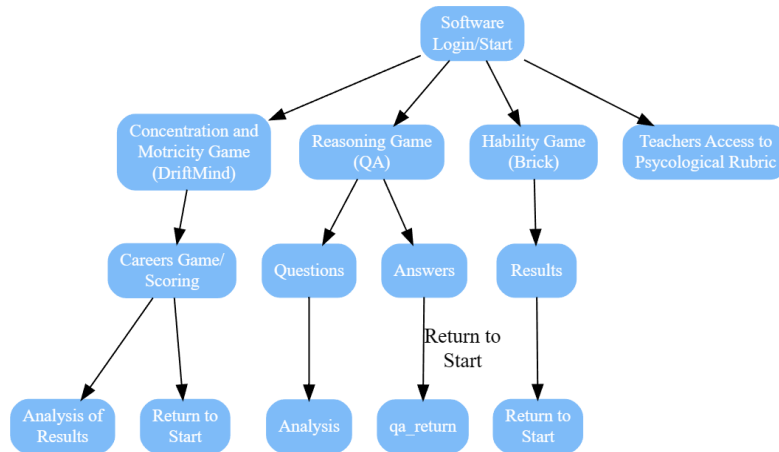 Software
Login/Start
Concentration and
Motricity Game
(DriftMind)
Reasoning Game
(QA)
Hability Game
(Brick)
Teachers Access to
Psycological Rubric
Careers Game/
Scoring
Questions
Answers
Results
Return to
Start
Analysis of
Results
Return to
Start
Analysis
qa_return
Return to
Start